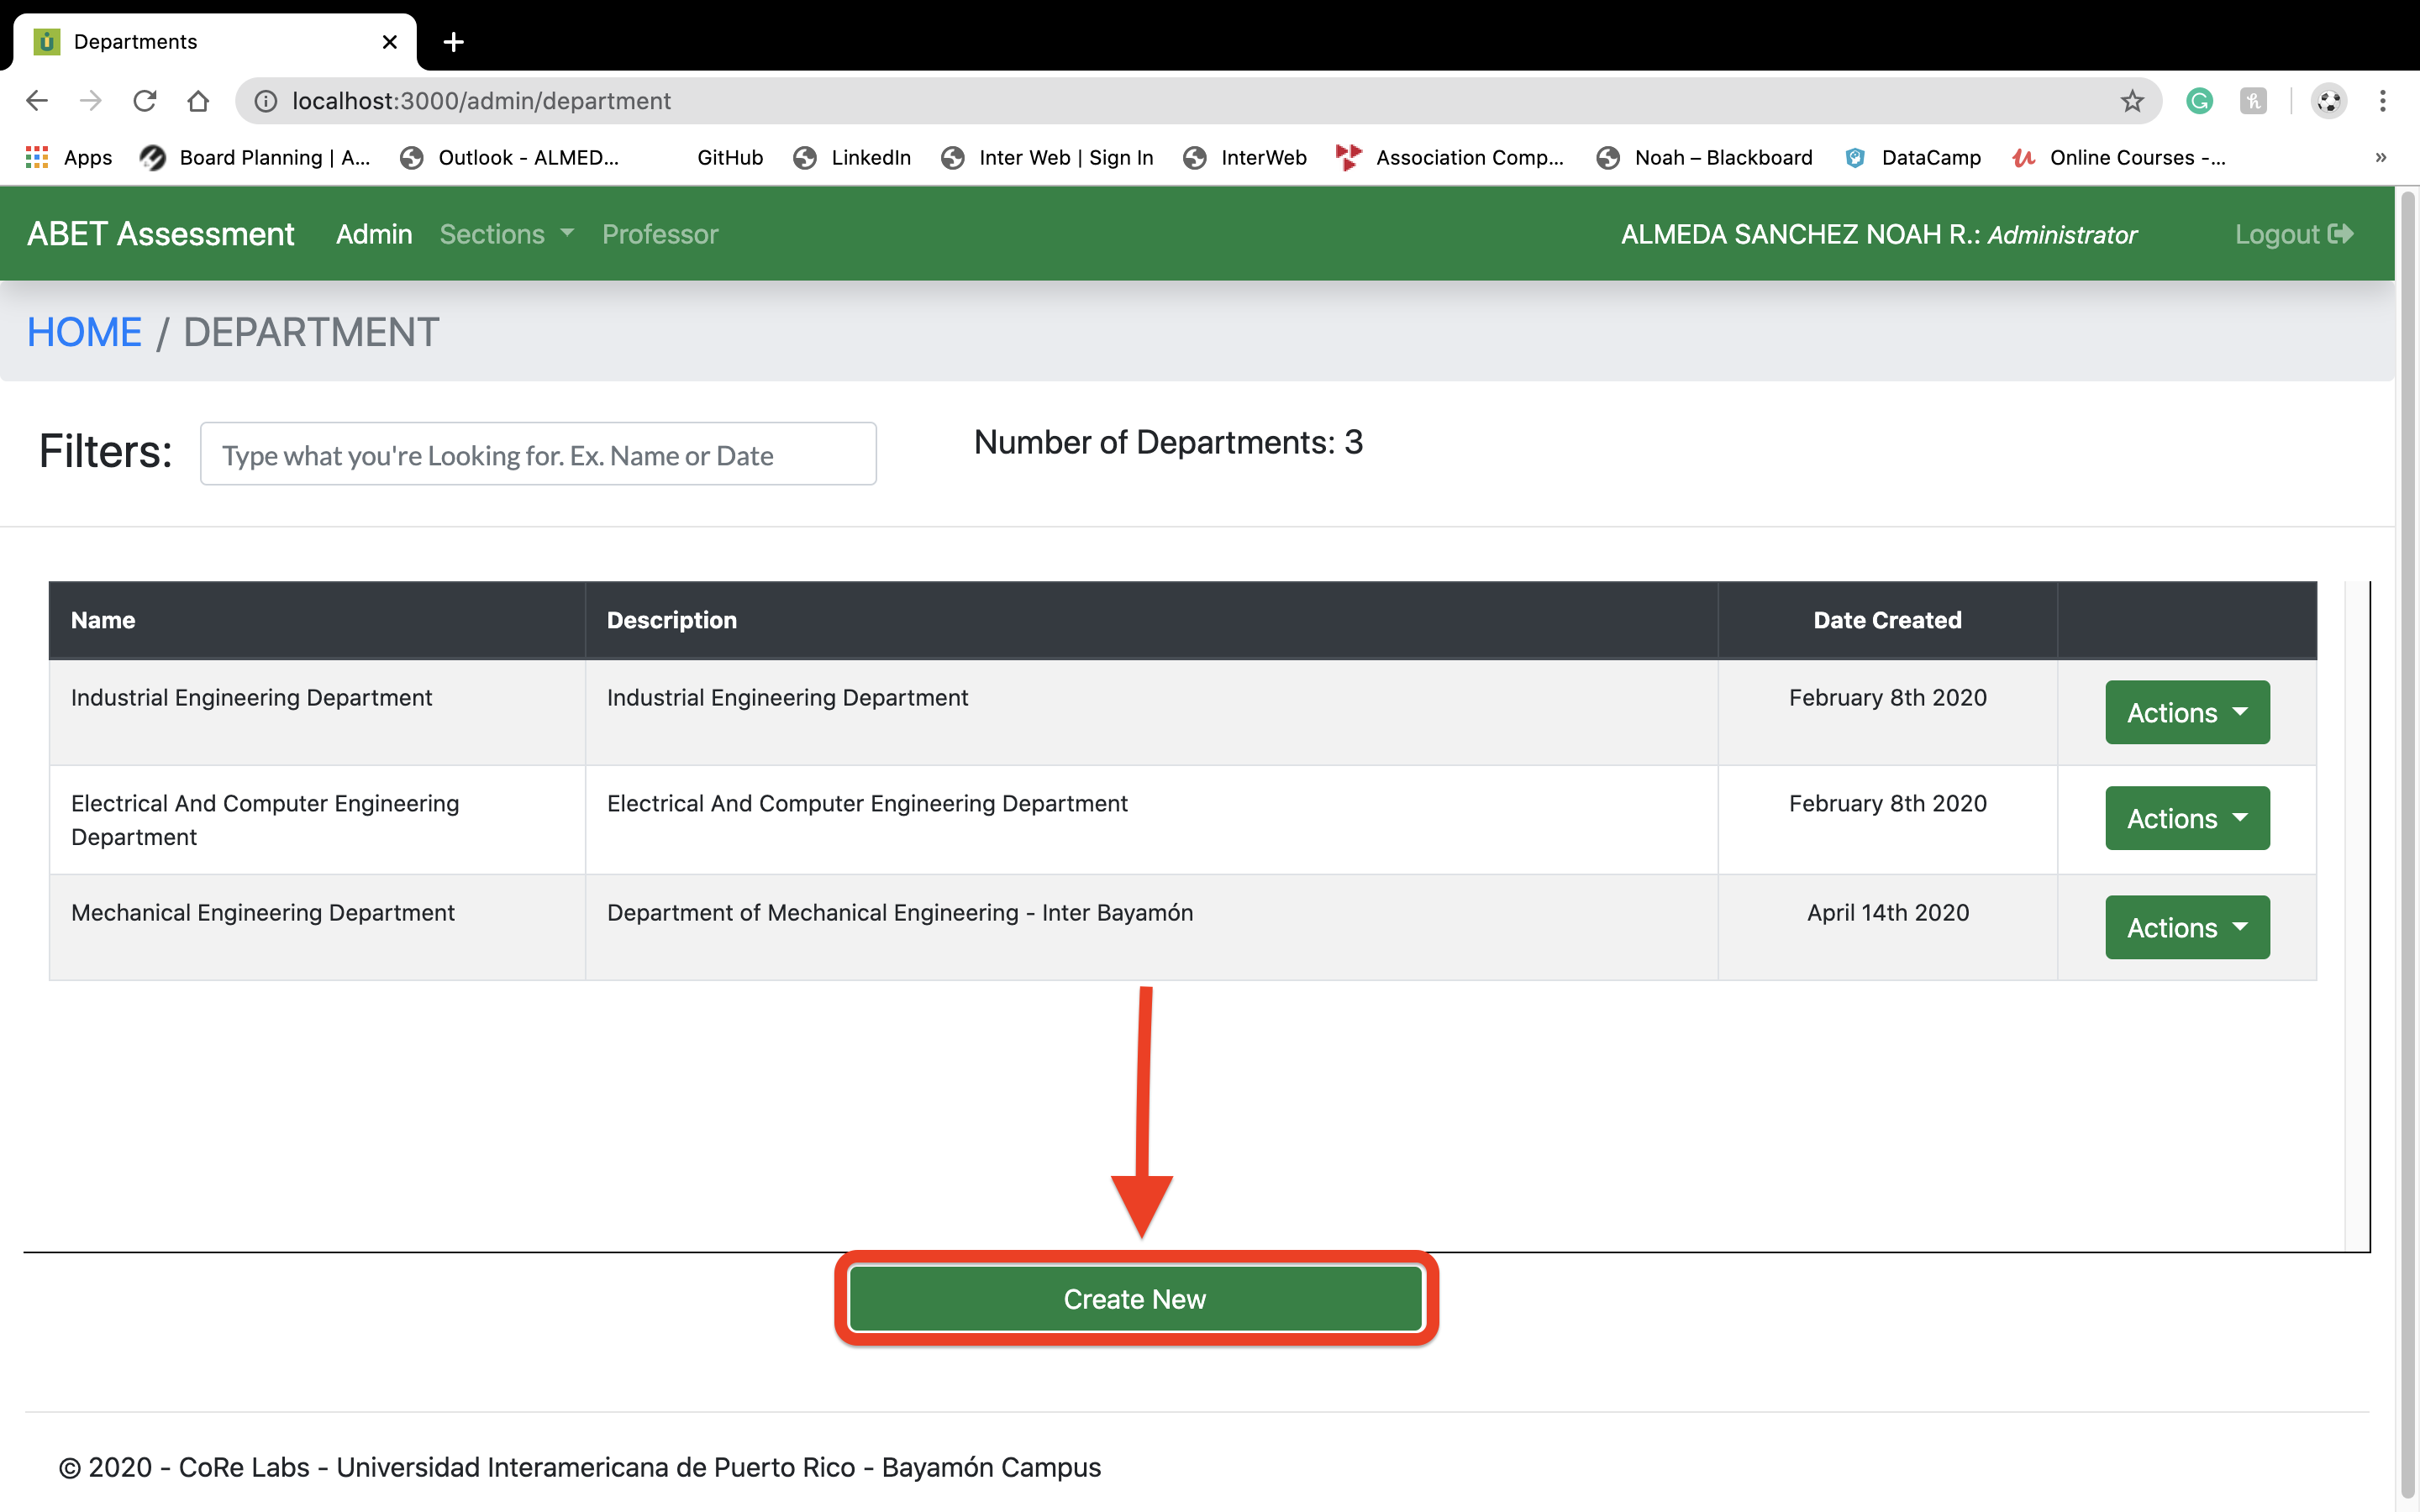 Departments
localhost:3000/admin/department
Apps Board Planning | A... Outlook - ALMED... GitHub LinkedIn Inter Web | Sign In InterWeb Association Comp... Noah – Blackboard DataCamp Online Courses -... »
ABET Assessment Admin Sections Professor ALMEDA SANCHEZ NOAH R.: Administrator Logout
HOME / DEPARTMENT
Filters: Type what you're Looking for. Ex. Name or Date Number of Departments: 3
Name Description Date Created
Industrial Engineering Department Industrial Engineering Department February 8th 2020 Actions
Electrical And Computer Engineering Department Electrical And Computer Engineering Department February 8th 2020 Actions
Mechanical Engineering Department Department of Mechanical Engineering - Inter Bayamón April 14th 2020 Actions
Create New
© 2020 - CoRe Labs - Universidad Interamericana de Puerto Rico - Bayamón Campus